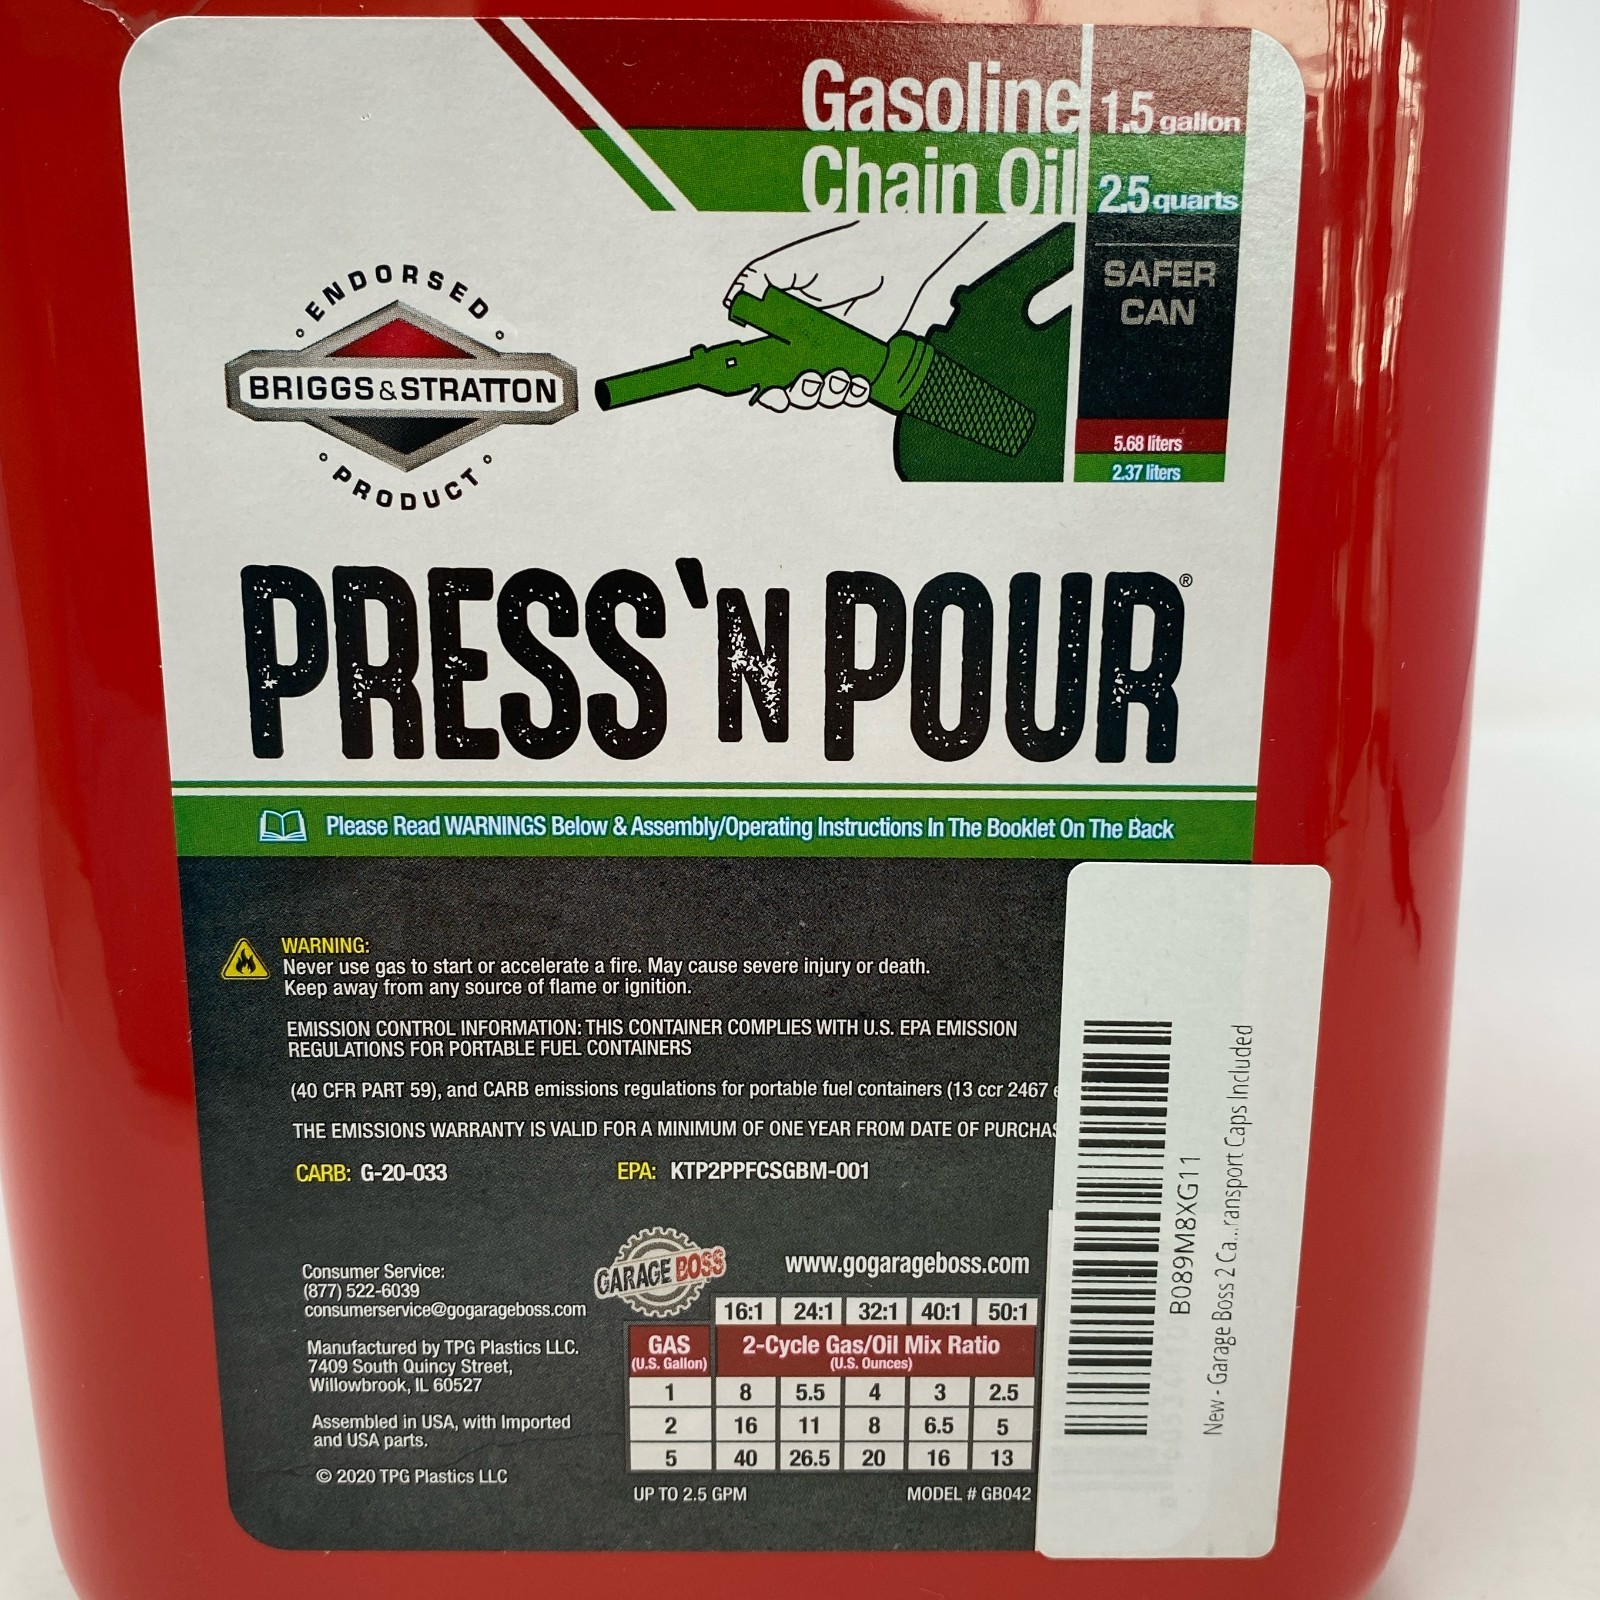 Gasoline 1.5 gallon
Chain Oil 2.5 quarts
SAFER
CAN
5.68 liters
2.37 liters
ENDORSED
BRIGGS&STRATTON
PRODUCT
PRESS 'N POUR®
Please Read WARNINGS Below & Assembly/Operating Instructions In The Booklet On The Back
WARNING:
Never use gas to start or accelerate a fire. May cause severe injury or death.
Keep away from any source of flame or ignition.
EMISSION CONTROL INFORMATION: THIS CONTAINER COMPLIES WITH U.S. EPA EMISSION
REGULATIONS FOR PORTABLE FUEL CONTAINERS
(40 CFR PART 59), and CARB emissions regulations for portable fuel containers (13 ccr 2467
THE EMISSIONS WARRANTY IS VALID FOR A MINIMUM OF ONE YEAR FROM DATE OF PURCHAS
CARB: G-20-033 EPA: KTP2PPFCSGBM-001
Consumer Service:
(877) 522-6039
consumerservice@gogarageboss.com
Manufactured by TPG Plastics LLC.
7409 South Quincy Street,
Willowbrook, IL 60527
Assembled in USA, with Imported
and USA parts.
© 2020 TPG Plastics LLC
GARAGE BOSS
www.gogarageboss.com
16:1 24:1 32:1 40:1 50:1
GAS 2-Cycle Gas/Oil Mix Ratio
(U.S. Gallon) (U.S. Ounces)
1 8 5.5 4 3 2.5
2 16 11 8 6.5 5
5 40 26.5 20 16 13
UP TO 2.5 GPM MODEL # GB042
B089M8XG11
New - Garage Boss 2 Ca...ransport Caps Included